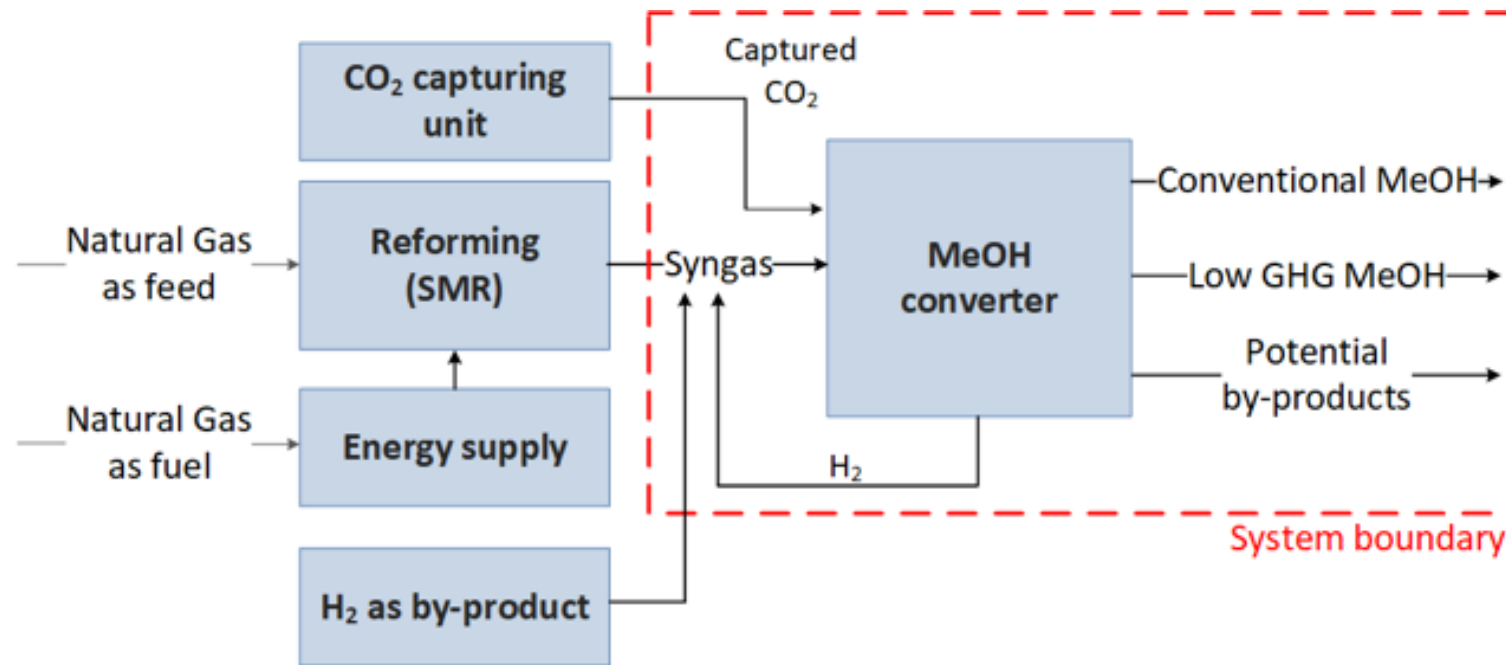 CO₂ capturing
unit
Captured
CO₂
Natural Gas
as feed
Reforming
(SMR)
Syngas
MeOH
converter
Conventional MeOH
Low GHG MeOH
Potential
by-products
Natural Gas
as fuel
Energy supply
H₂
System boundary
H₂ as by-product